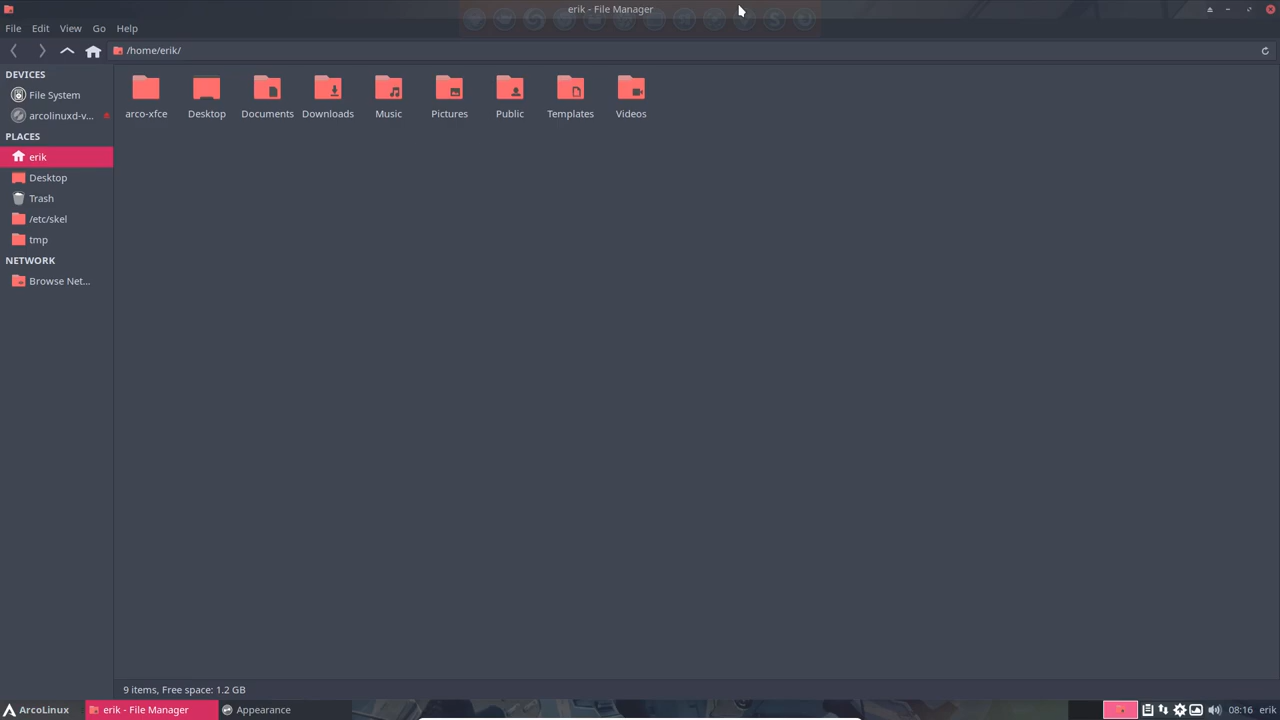 erik - File Manager
File Edit View Go Help
/home/erik/
DEVICES
File System
arcolinuxd-v...
PLACES
erik
Desktop
Trash
/etc/skel
tmp
NETWORK
Browse Net...
arco-xfce Desktop Documents Downloads Music Pictures Public Templates Videos
9 items, Free space: 1.2 GB
ArcoLinux erik - File Manager Appearance 08:16 erik